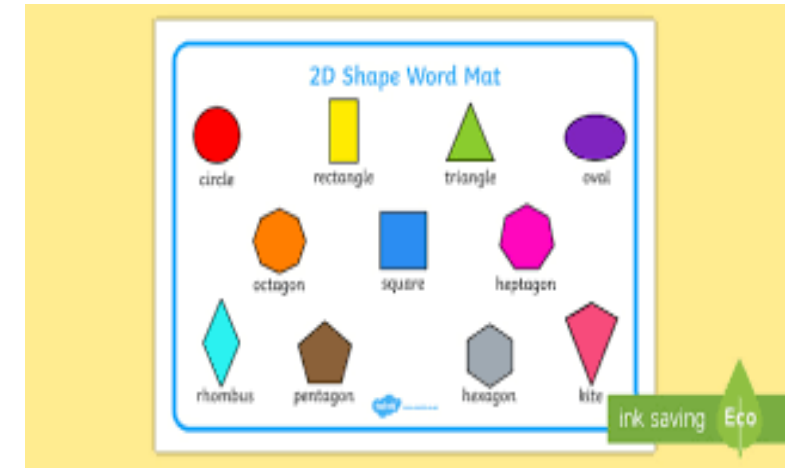 2D Shape Word Mat
circle rectangle triangle oval
octagon square heptagon
rhombus pentagon hexagon kite
ink saving Eco